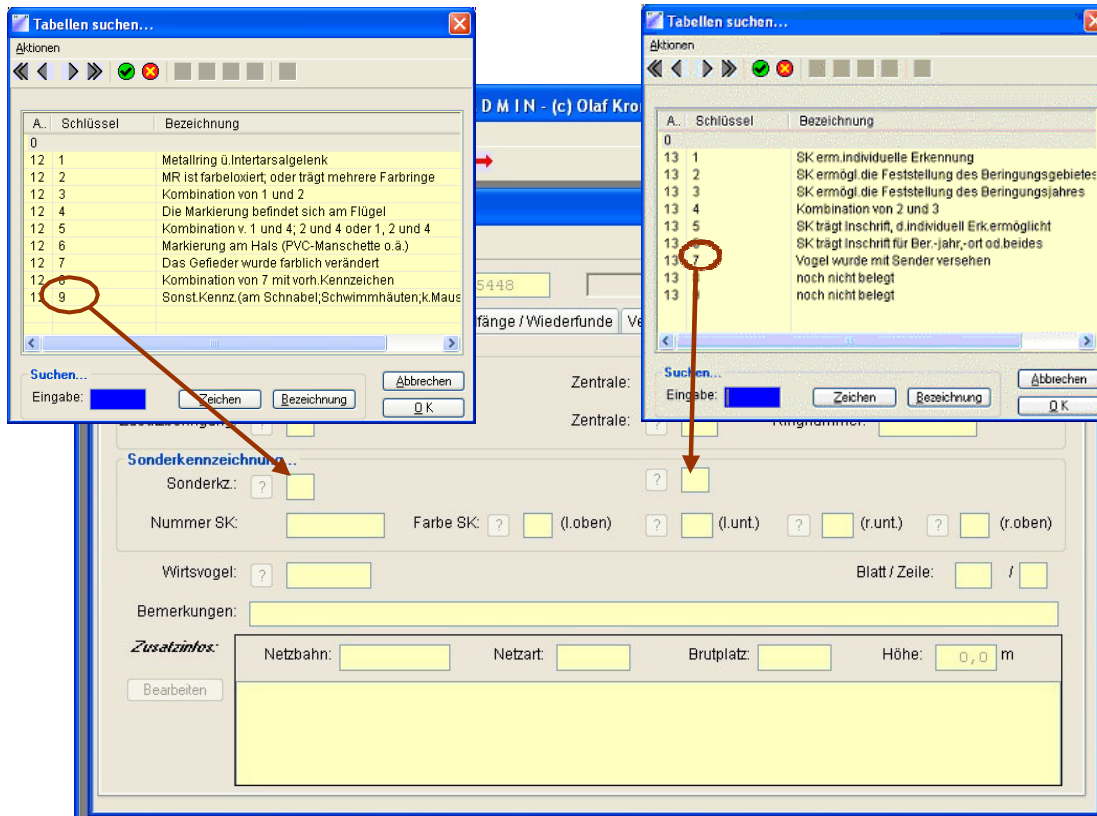 Tabellen suchen...
Aktionen
A.. Schlüssel Bezeichnung
0
12 1 Metallring ü.Intertarsalgelenk
12 2 MR ist farbeloxiert; oder trägt mehrere Farbringe
12 3 Kombination von 1 und 2
12 4 Die Markierung befindet sich am Flügel
12 5 Kombination v. 1 und 4; 2 und 4 oder 1, 2 und 4
12 6 Markierung am Hals (PVC-Manschette o.ä.)
12 7 Das Gefieder wurde farblich verändert
12 8 Kombination von 7 mit vorh.Kennzeichen
12 9 Sonst.Kennz.(am Schnabel;Schwimmhäuten;k.Maus
Suchen...
Eingabe: Zeichen Bezeichnung
Abbrechen
O K
Tabellen suchen...
Aktionen
A.. Schlüssel Bezeichnung
0
13 1 SK erm.individuelle Erkennung
13 2 SK ermögl.die Feststellung des Beringungsgebietes
13 3 SK ermögl.die Feststellung des Beringungsjahres
13 4 Kombination von 2 und 3
13 5 SK trägt Inschrift, d.individuell Erk.ermöglicht
13 6 SK trägt Inschrift für Ber.-jahr,-ort od.beides
13 7 Vogel wurde mit Sender versehen
13 noch nicht belegt
13 noch nicht belegt
Suchen...
Eingabe: Zeichen Bezeichnung
Abbrechen
O K
D M I N - (c) Olaf Kro
5448
fänge / Wiederfunde Ve
Zentrale:
Zentrale: ?
Sonderkennzeichnung...
Sonderkz.: ? ?
Nummer SK: Farbe SK: ? (l.oben) ? (l.unt.) ? (r.unt.) ? (r.oben)
Wirtsvogel: ? Blatt / Zeile: /
Bemerkungen:
Zusatzinfos: Netzbahn: Netzart: Brutplatz: Höhe: 0,0 m
Bearbeiten